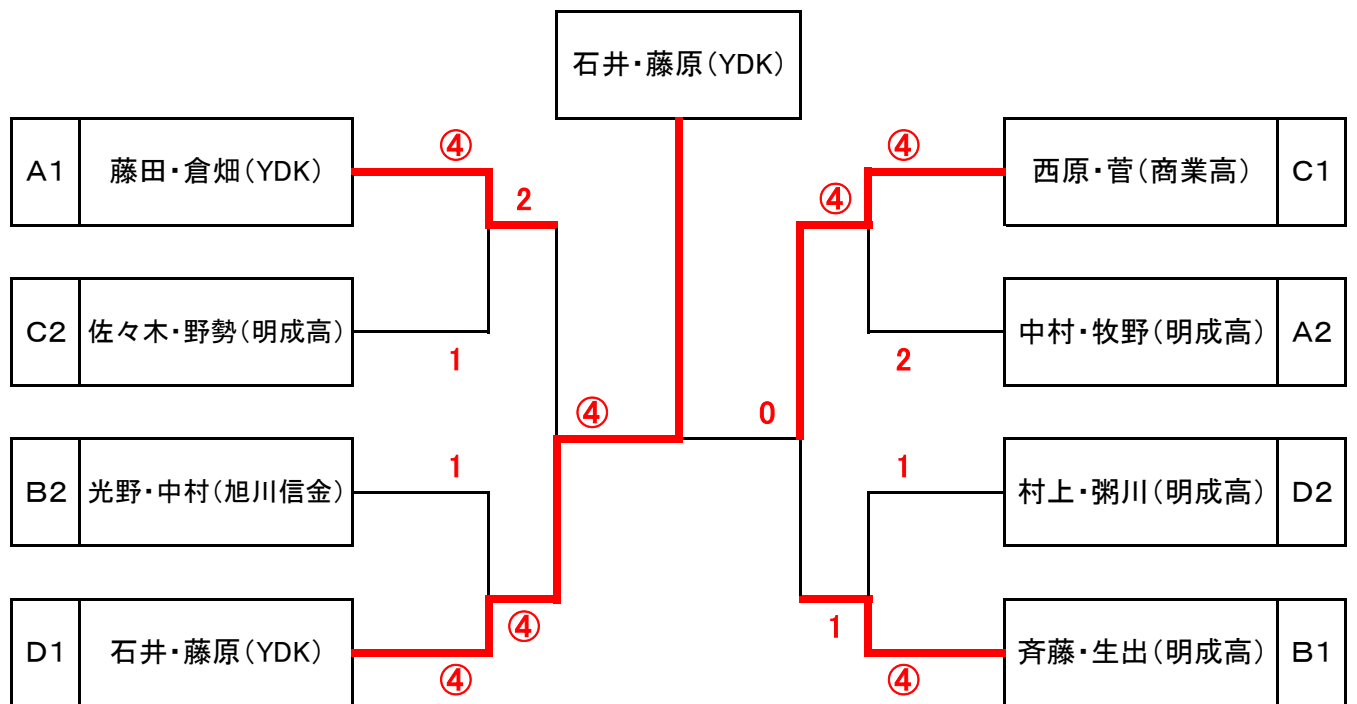 石井・藤原(YDK)
A1 藤田・倉畑(YDK)
④
2
④
④
西原・菅(商業高) C1
C2 佐々木・野勢(明成高)
1
2
中村・牧野(明成高) A2
④
0
B2 光野・中村(旭川信金)
1
1
村上・粥川(明成高) D2
D1 石井・藤原(YDK)
④
④
1
④
斉藤・生出(明成高) B1